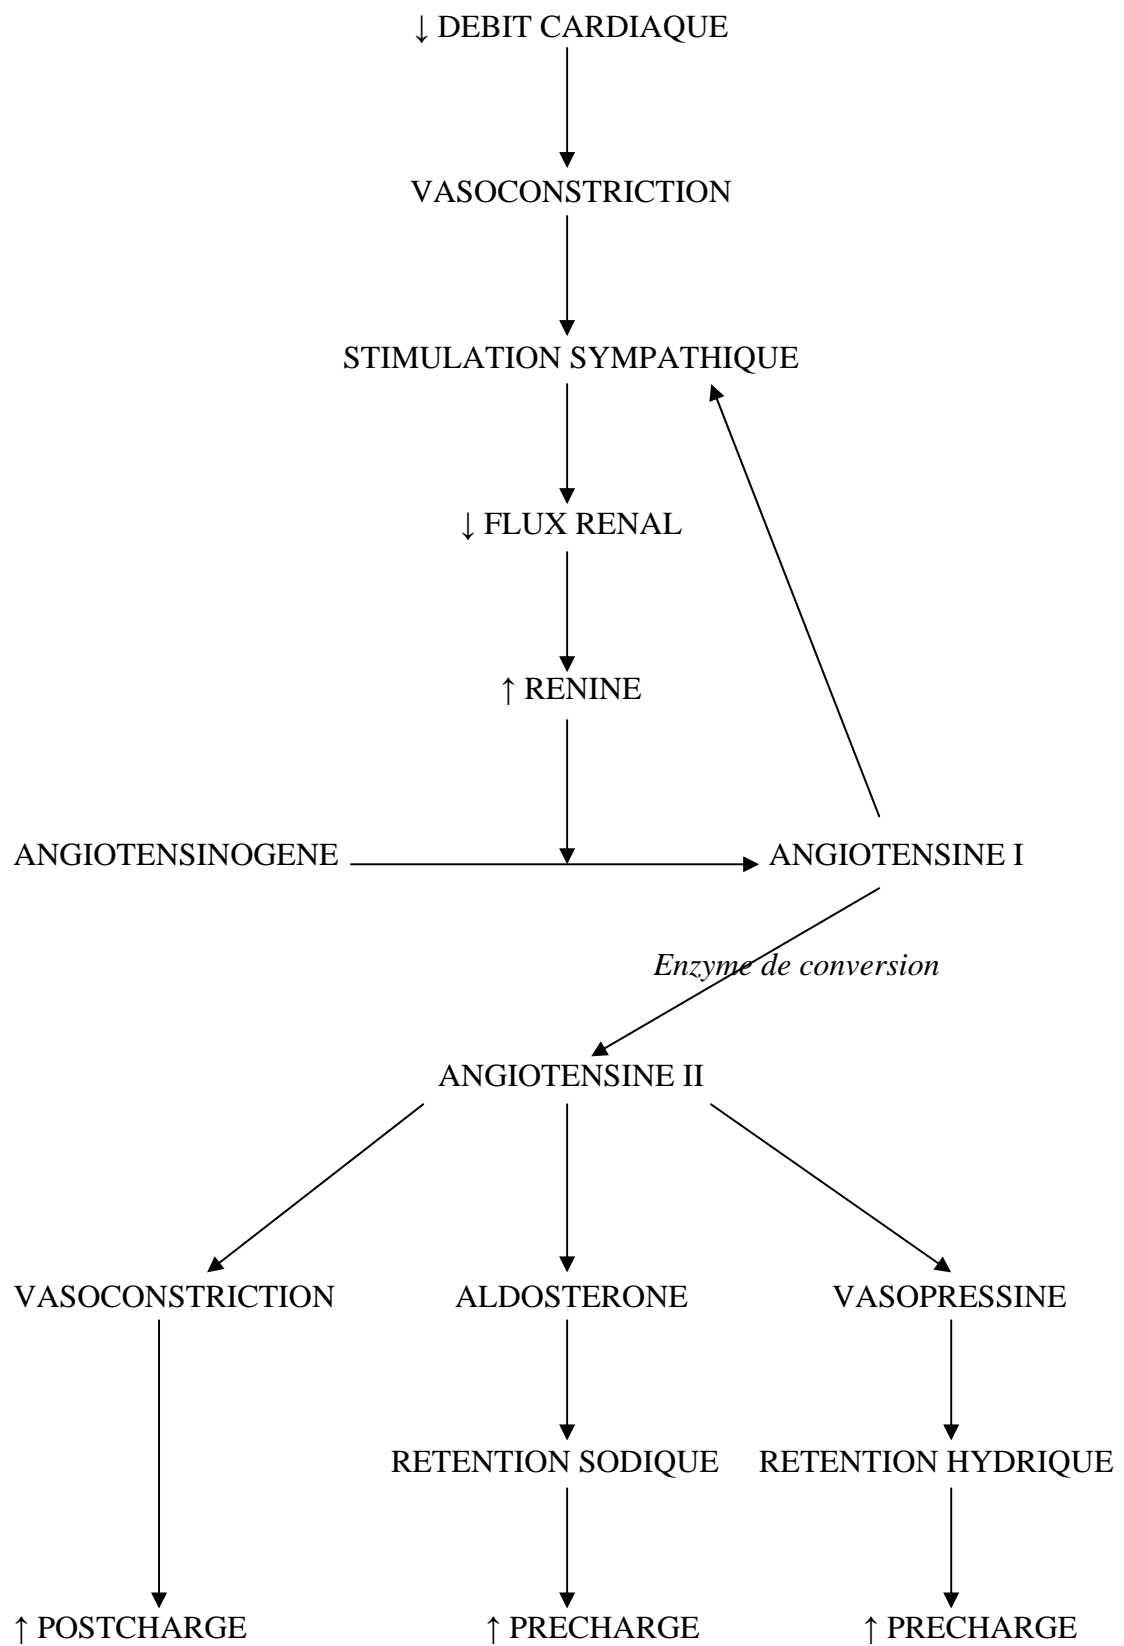 ↓ DEBIT CARDIAQUE
VASOCONSTRICTION
STIMULATION SYMPATHIQUE
↓ FLUX RENAL
↑ RENINE
ANGIOTENSINOGENE
ANGIOTENSINE I
Enzyme de conversion
ANGIOTENSINE II
VASOCONSTRICTION
ALDOSTERONE
VASOPRESSINE
RETENTION SODIQUE
RETENTION HYDRIQUE
↑ POSTCHARGE
↑ PRECHARGE
↑ PRECHARGE